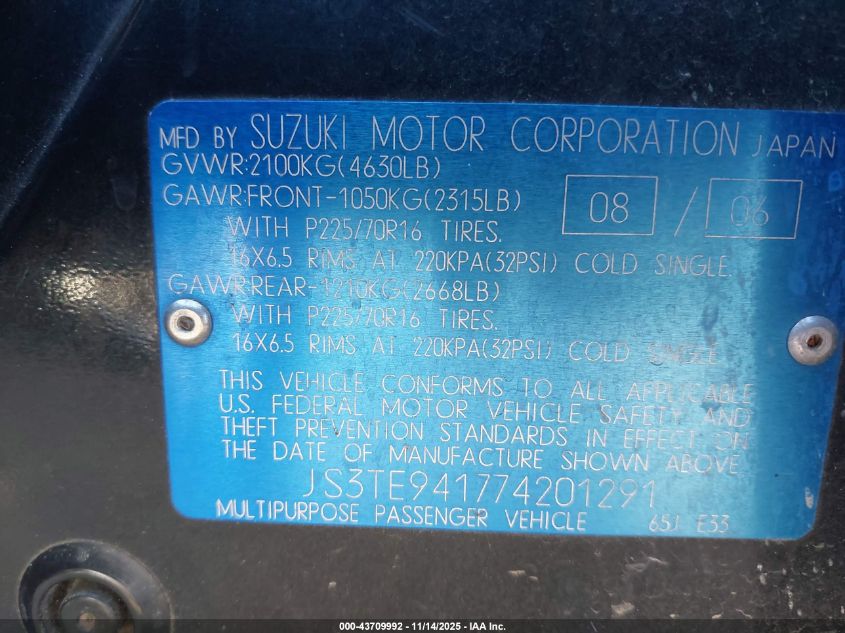 MFD BY SUZUKI MOTOR CORPORATION JAPAN
GVWR:2100KG(4630LB)
GAWR:FRONT-1050KG(2315LB) 08 / 06
WITH P225/70R16 TIRES.
16X6.5 RIMS AT 220KPA(32PSI) COLD SINGLE.
GAWR:REAR-1210KG(2668LB)
WITH P225/70R16 TIRES.
16X6.5 RIMS AT 220KPA(32PSI) COLD SINGLE.
THIS VEHICLE CONFORMS TO ALL APPLICABLE
U.S. FEDERAL MOTOR VEHICLE SAFETY AND
THEFT PREVENTION STANDARDS IN EFFECT ON
THE DATE OF MANUFACTURE SHOWN ABOVE.
JS3TE941774201291
MULTIPURPOSE PASSENGER VEHICLE 65J E33
000-43709992 | 11/14/2025 - IAA Inc.